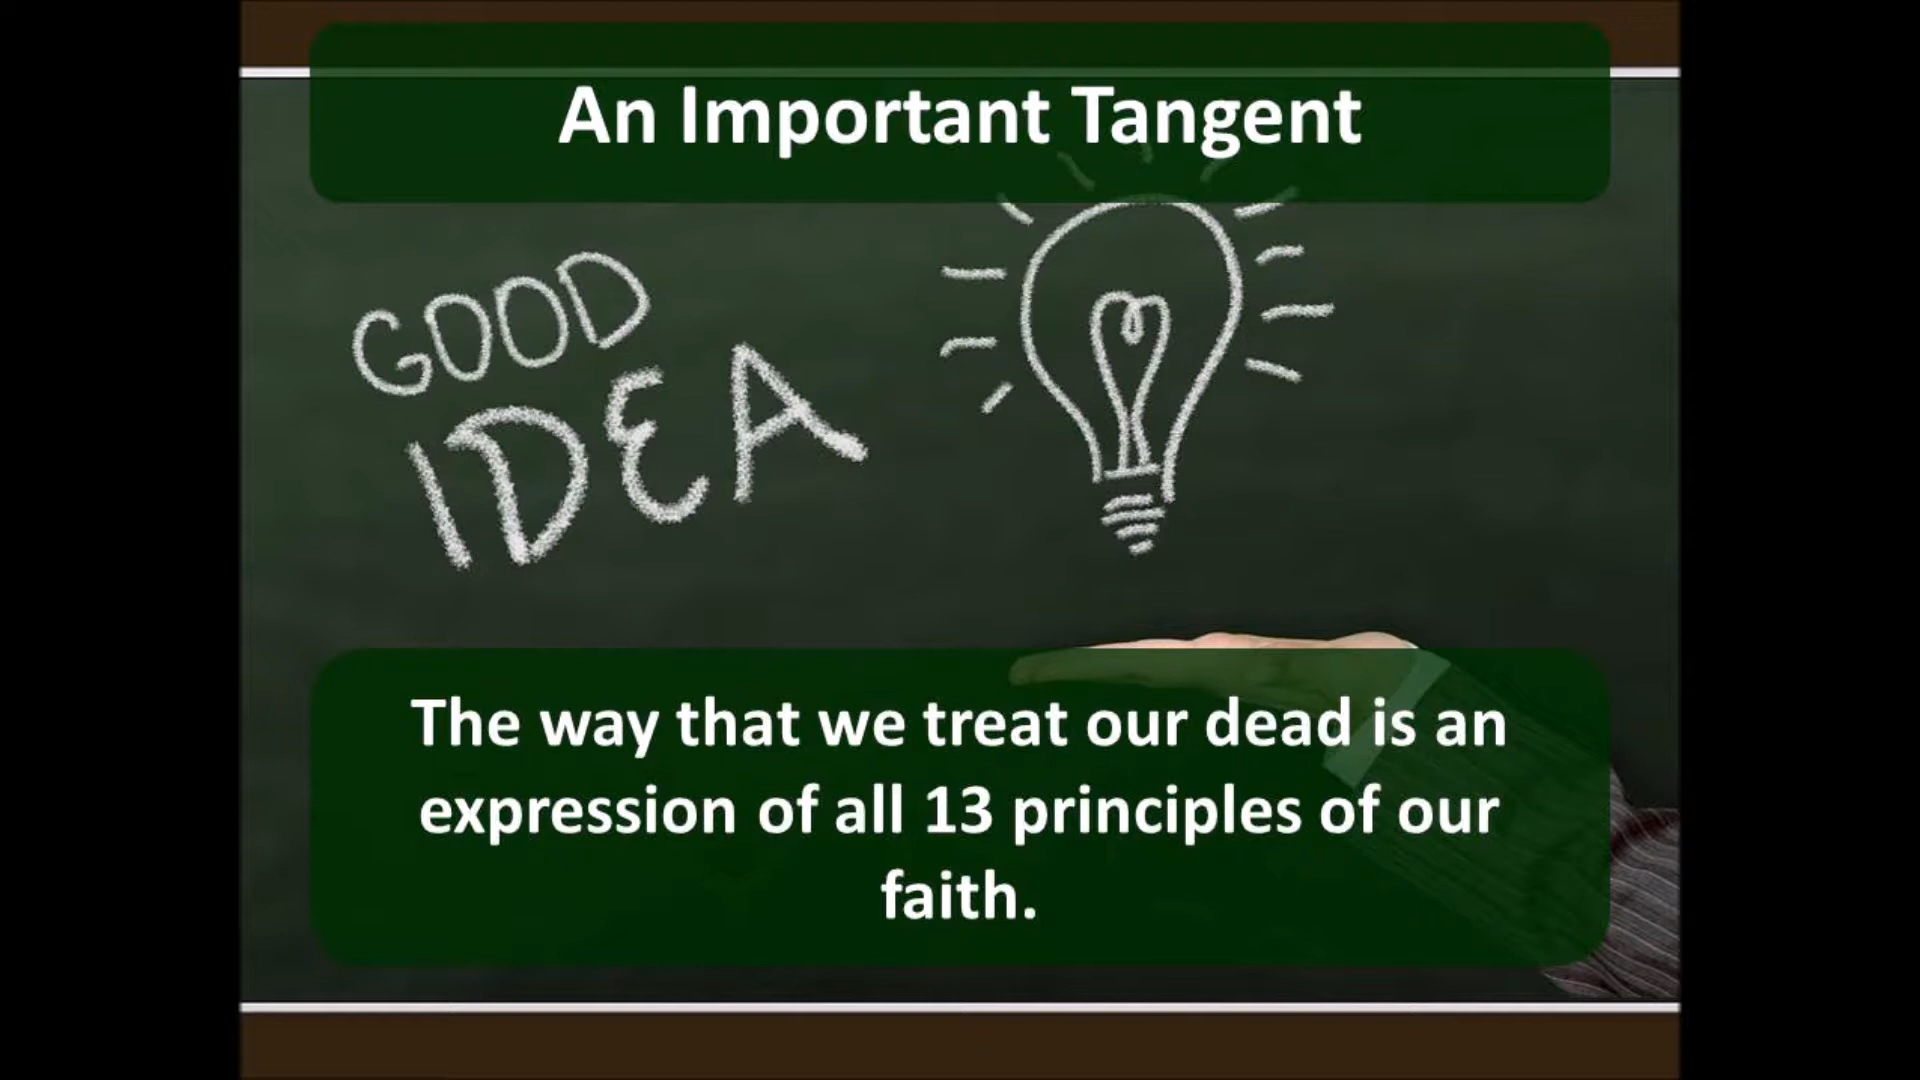 An Important Tangent
GOOD
IDEA
The way that we treat our dead is an
expression of all 13 principles of our
faith.